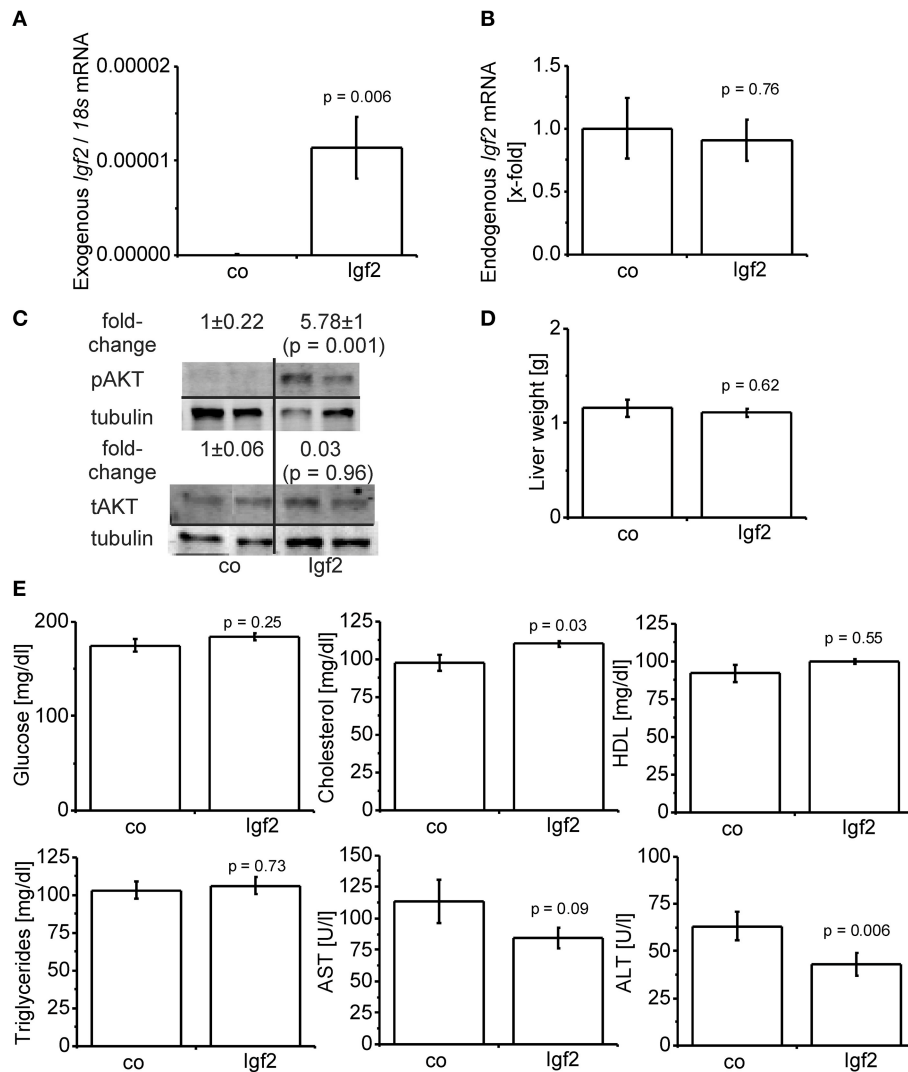 A
Exogenous Igf2 / 18s mRNA
0.00002
0.00001
0.00000
p = 0.006
co
Igf2
B
Endogenous Igf2 mRNA
[x-fold]
1.5
1.0
0.5
0.0
p = 0.76
co
Igf2
C
fold-
change
1±0.22
5.78±1
(p = 0.001)
pAKT
tubulin
fold-
change
1±0.06
0.03
(p = 0.96)
tAKT
tubulin
co
Igf2
D
Liver weight [g]
2
1
0
p = 0.62
co
Igf2
E
Glucose [mg/dl]
200
100
0
p = 0.25
co
Igf2
Cholesterol [mg/dl]
125
100
75
50
25
0
p = 0.03
co
Igf2
HDL [mg/dl]
125
100
75
50
25
0
p = 0.55
co
Igf2
Triglycerides [mg/dl]
125
100
75
50
25
0
p = 0.73
co
Igf2
AST [U/l]
150
125
100
75
50
25
0
p = 0.09
co
Igf2
ALT [U/l]
100
75
50
25
0
p = 0.006
co
Igf2